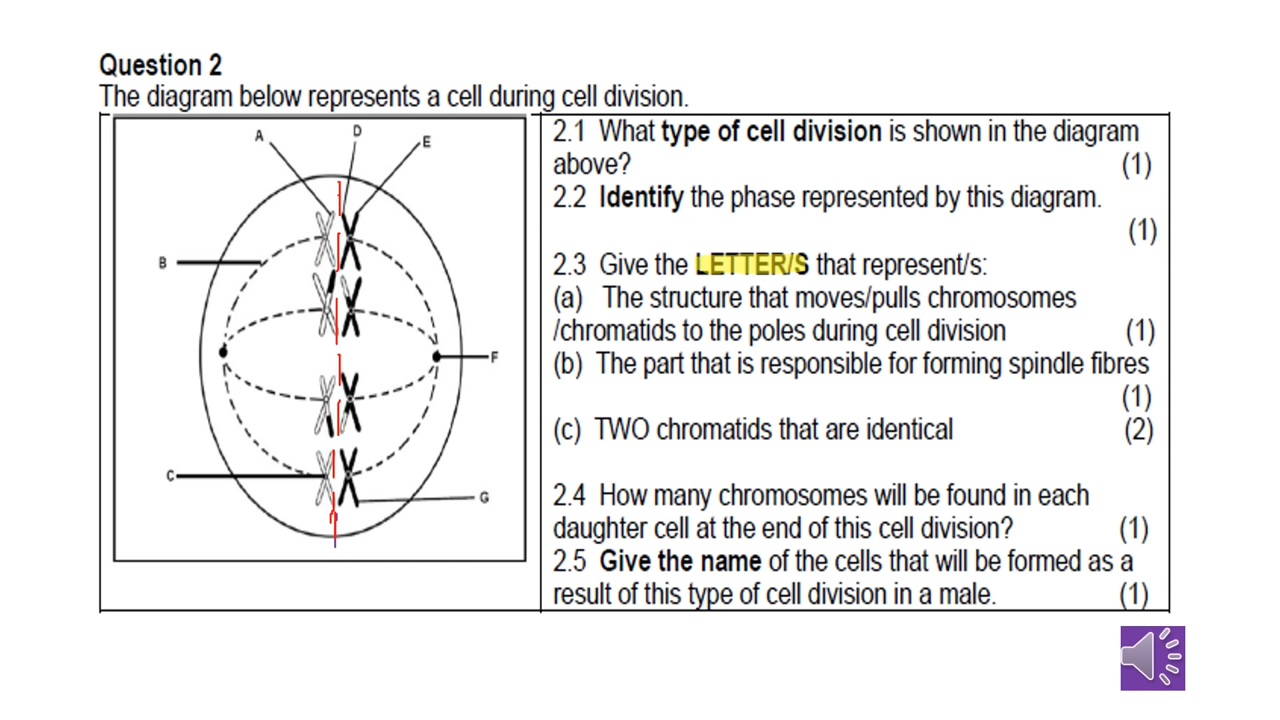 Question 2
The diagram below represents a cell during cell division.
A
D
E
B
F
C
G
2.1 What type of cell division is shown in the diagram
above? (1)
2.2 Identify the phase represented by this diagram.
(1)
2.3 Give the LETTER/S that represent/s:
(a) The structure that moves/pulls chromosomes
/chromatids to the poles during cell division (1)
(b) The part that is responsible for forming spindle fibres
(1)
(c) TWO chromatids that are identical (2)
2.4 How many chromosomes will be found in each
daughter cell at the end of this cell division? (1)
2.5 Give the name of the cells that will be formed as a
result of this type of cell division in a male. (1)